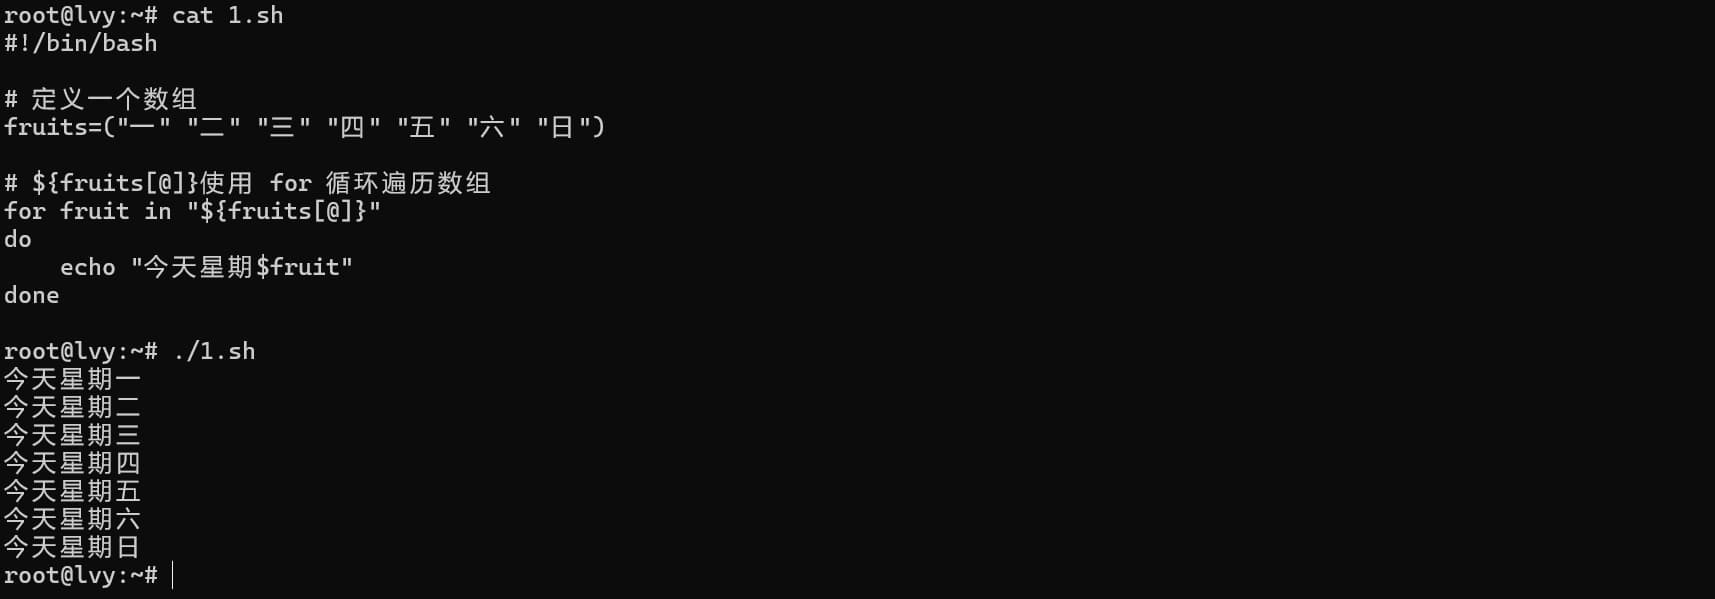 root@lvy:~# cat 1.sh
#!/bin/bash
# 定义一个数组
fruits=("一" "二" "三" "四" "五" "六" "日")
# ${fruits[@]}使用 for 循环遍历数组
for fruit in "${fruits[@]}"
do
    echo "今天星期$fruit"
done
root@lvy:~# ./1.sh
今天星期一
今天星期二
今天星期三
今天星期四
今天星期五
今天星期六
今天星期日
root@lvy:~#